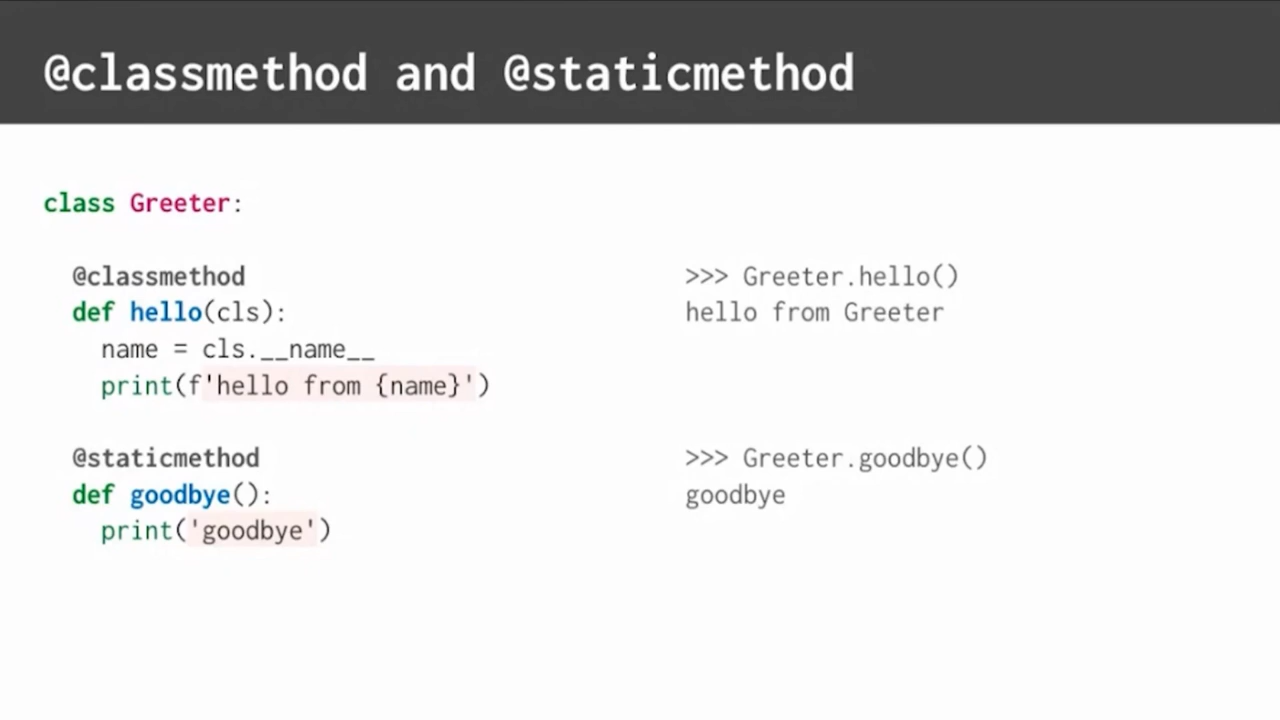 @classmethod and @staticmethod
class Greeter:
@classmethod
def hello(cls):
name = cls.__name__
print(f'hello from {name}')
@staticmethod
def goodbye():
print('goodbye')
>>> Greeter.hello()
hello from Greeter
>>> Greeter.goodbye()
goodbye